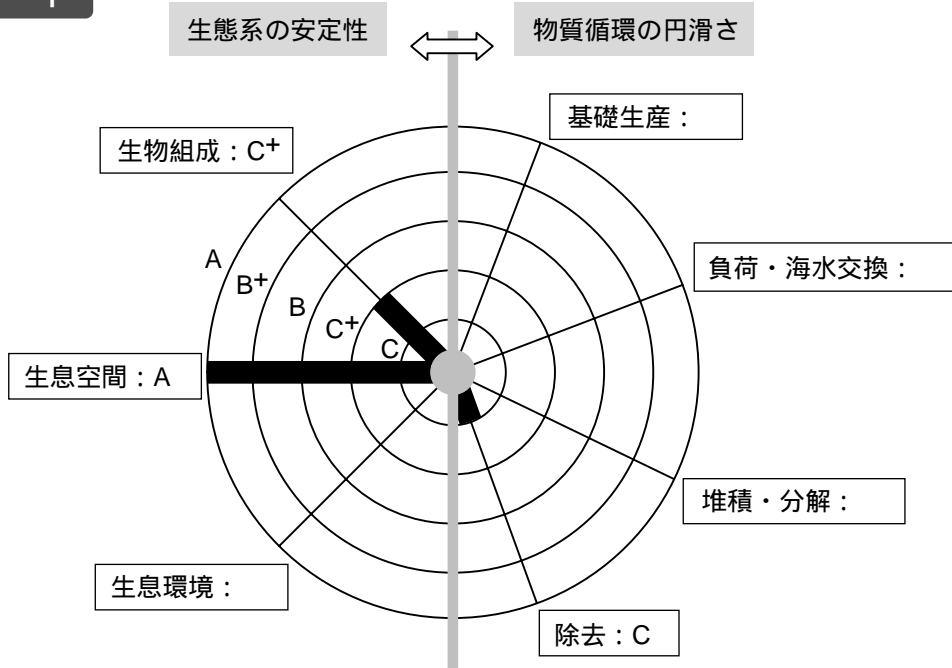 生態系の安定性
物質循環の円滑さ
基礎生産：
生物組成：C+
負荷・海水交換：
A
B+
B
C+
C
生息空間：A
堆積・分解：
生息環境：
除去：C